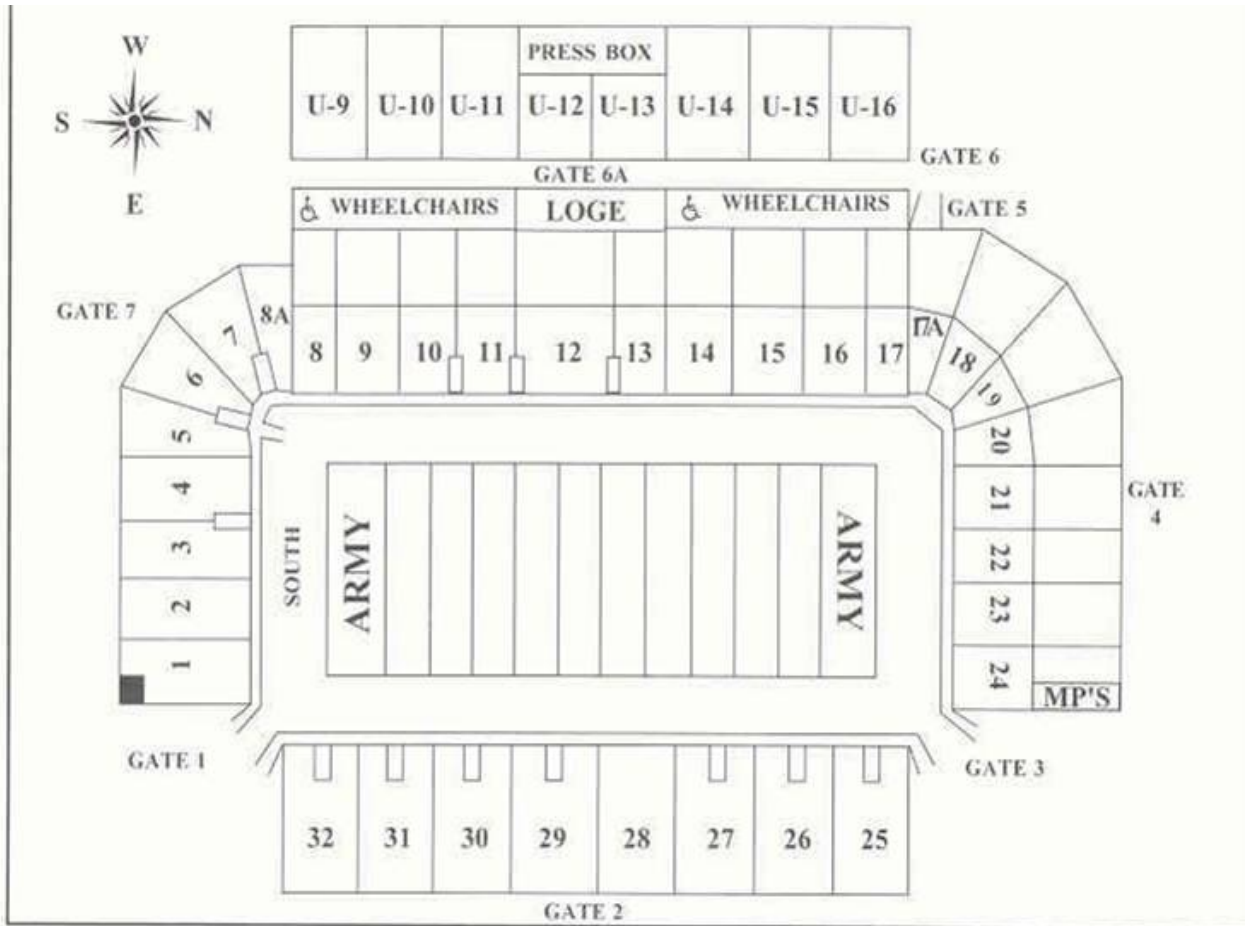 W
S N
E
PRESS BOX
U-9 U-10 U-11 U-12 U-13 U-14 U-15 U-16
GATE 6
GATE 6A
WHEELCHAIRS LOGE WHEELCHAIRS
GATE 5
GATE 7
8A
7
6
5
4
3
2
1
8 9 10 11 12 13 14 15 16 17
17A
18
19
20
21
22
23
24
GATE
4
SOUTH
ARMY
ARMY
MP'S
GATE 1
GATE 3
32 31 30 29 28 27 26 25
GATE 2